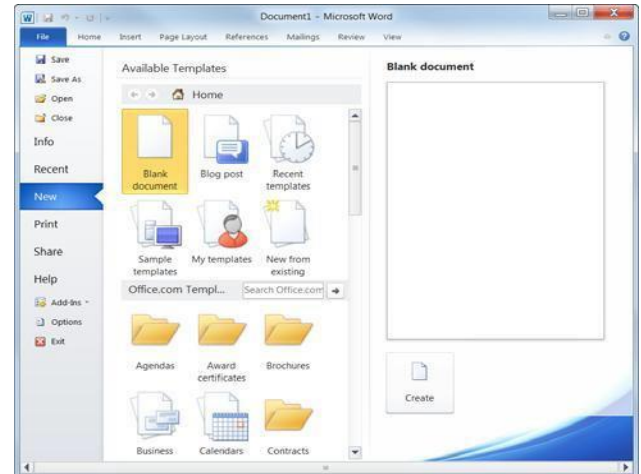 Document1 - Microsoft Word
File Home Insert Page Layout References Mailings Review View
Save
Save As
Open
Close
Info
Recent
New
Print
Share
Help
Add-Ins
Options
Exit
Available Templates
Home
Blank
document
Blog post
Recent
templates
Sample
templates
My templates
New from
existing
Office.com Templ...
Search Office.com
Agendas
Award
certificates
Brochures
Business
Calendars
Contracts
Blank document
Create